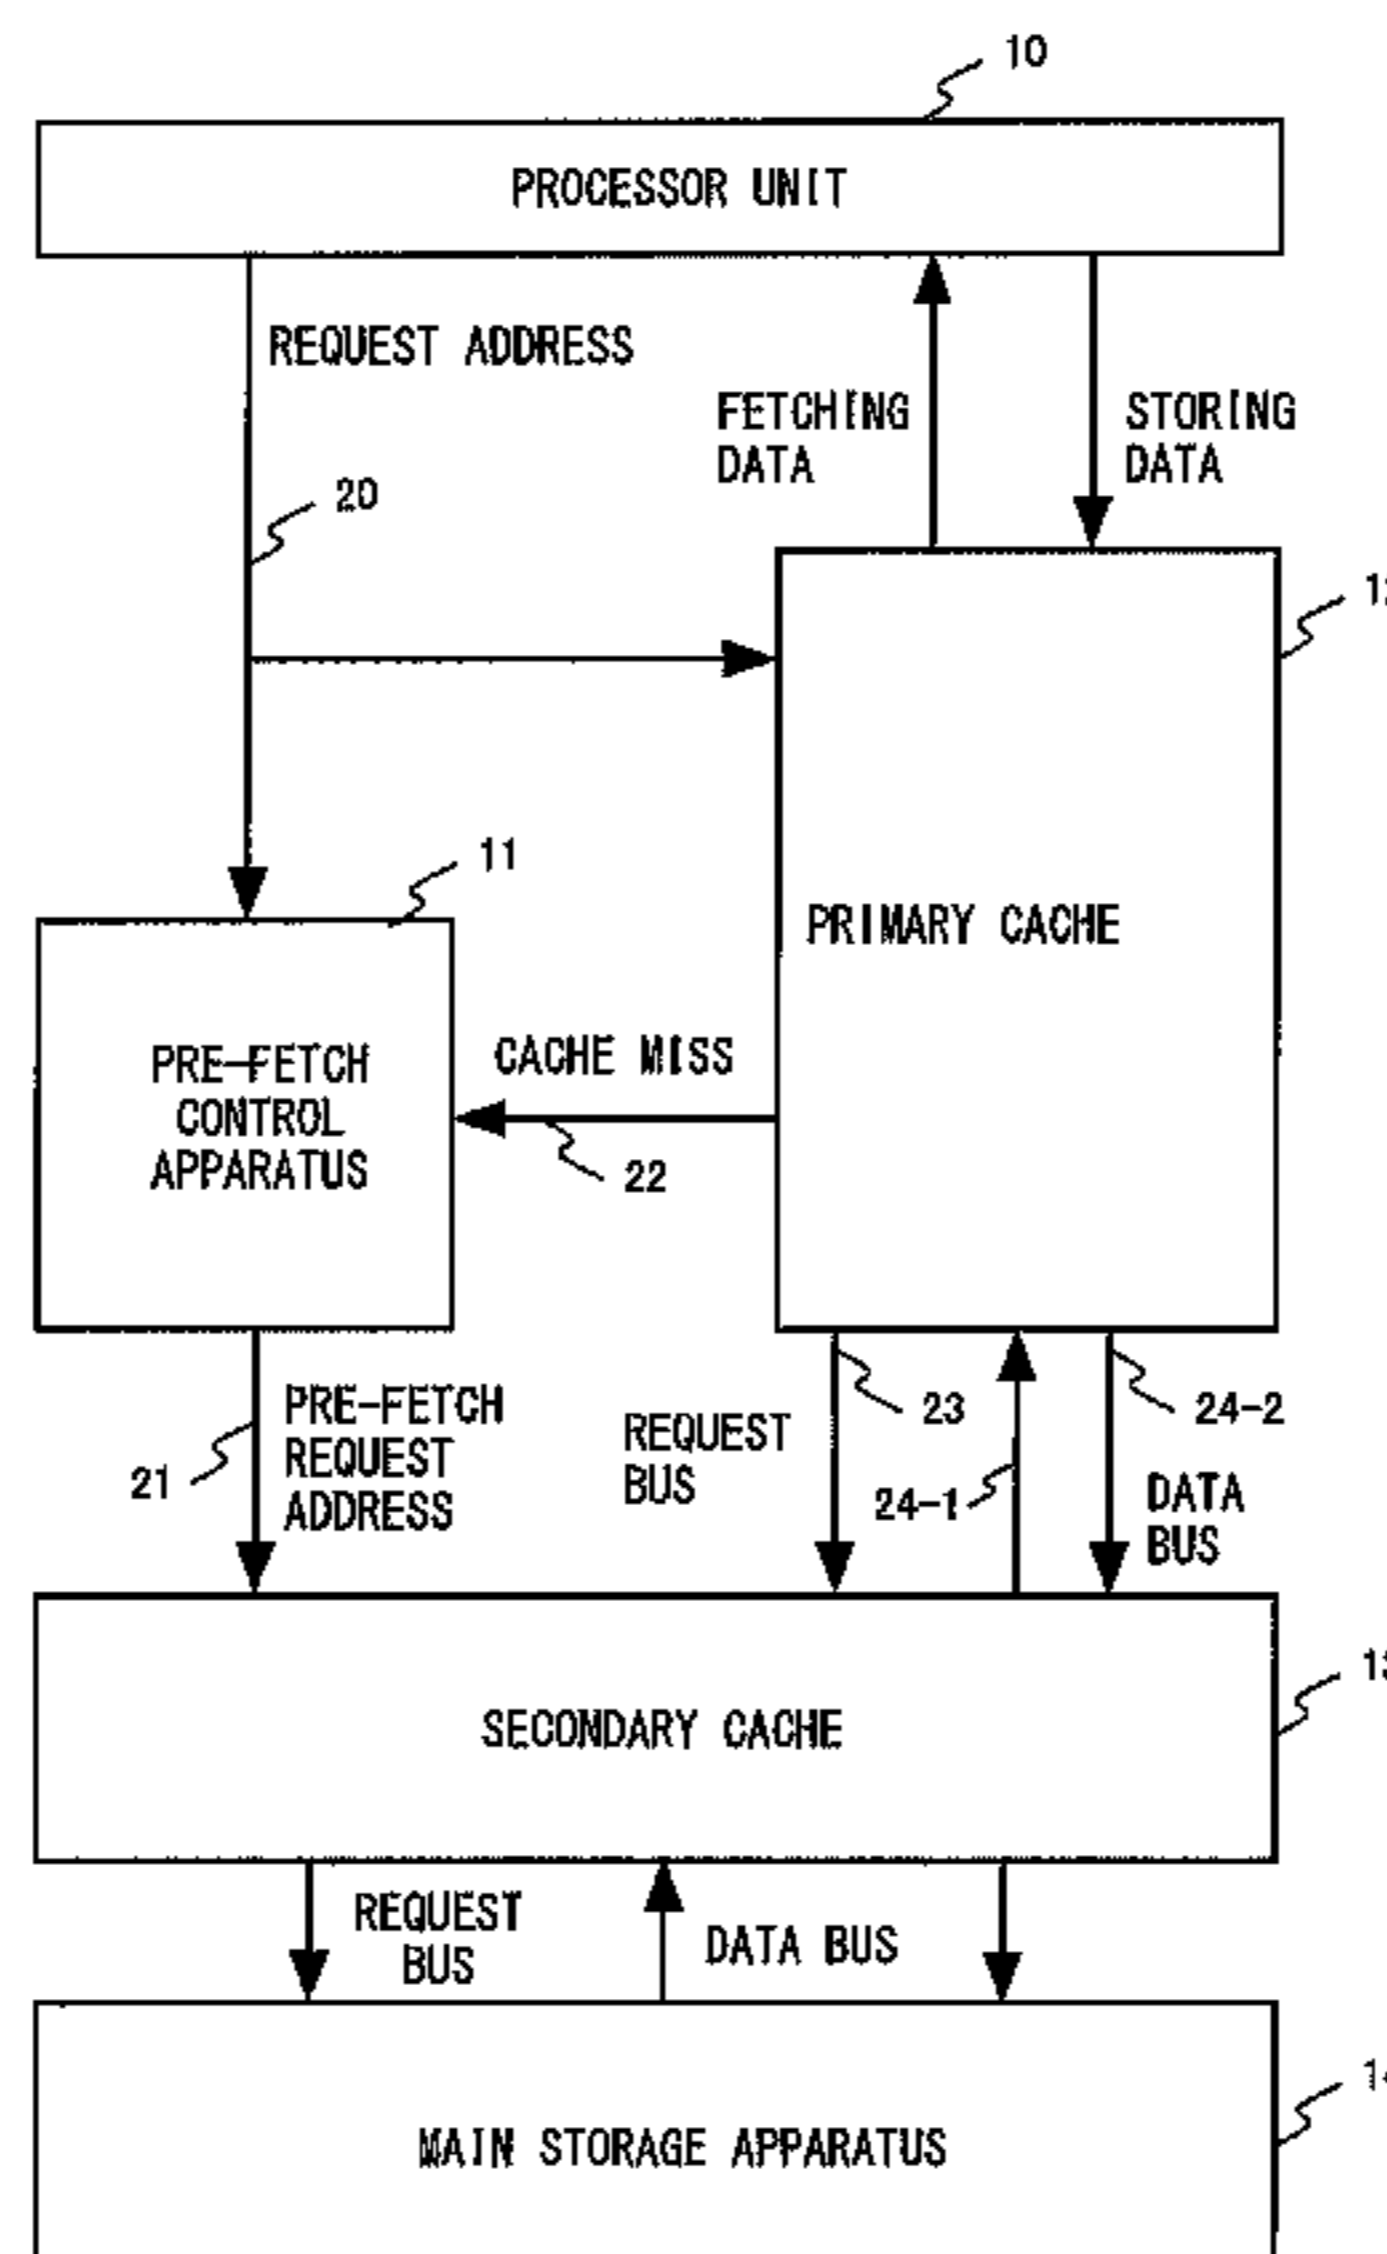 10
PROCESSOR UNIT
REQUEST ADDRESS
FETCHING
DATA
STORING
DATA
20
11
PRIMARY CACHE
PRE-FETCH
CONTROL
APPARATUS
CACHE MISS
22
PRE-FETCH
REQUEST
ADDRESS
21
REQUEST
BUS
23
24-1
24-2
DATA
BUS
SECONDARY CACHE
REQUEST
BUS
DATA BUS
MAIN STORAGE APPARATUS